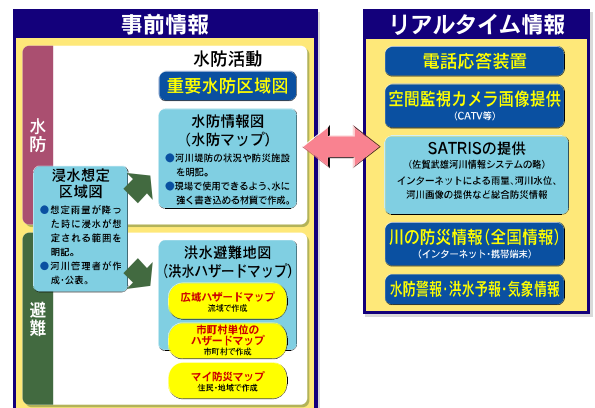 事前情報
水防
水防活動
重要水防区域図
水防情報図
(水防マップ)
●河川堤防の状況や防災施設
を明記。
●現場で使用できるよう、水に
強く書き込める材質で作成。
浸水想定
区域図
●想定雨量が降っ
た時に浸水が想
定される範囲を
明記。
●河川管理者が作
成・公表。
避難
洪水避難地図
(洪水ハザードマップ)
広域ハザードマップ
流域で作成
市町村単位の
ハザードマップ
市町村で作成
マイ防災マップ
住民・地域で作成
リアルタイム情報
電話応答装置
空間監視カメラ画像提供
(CATV等)
SATRISの提供
(佐賀武雄河川情報システムの略)
インターネットによる雨量、河川水位、
河川画像の提供など総合防災情報
川の防災情報(全国情報)
(インターネット・携帯端末)
水防警報・洪水予報・気象情報